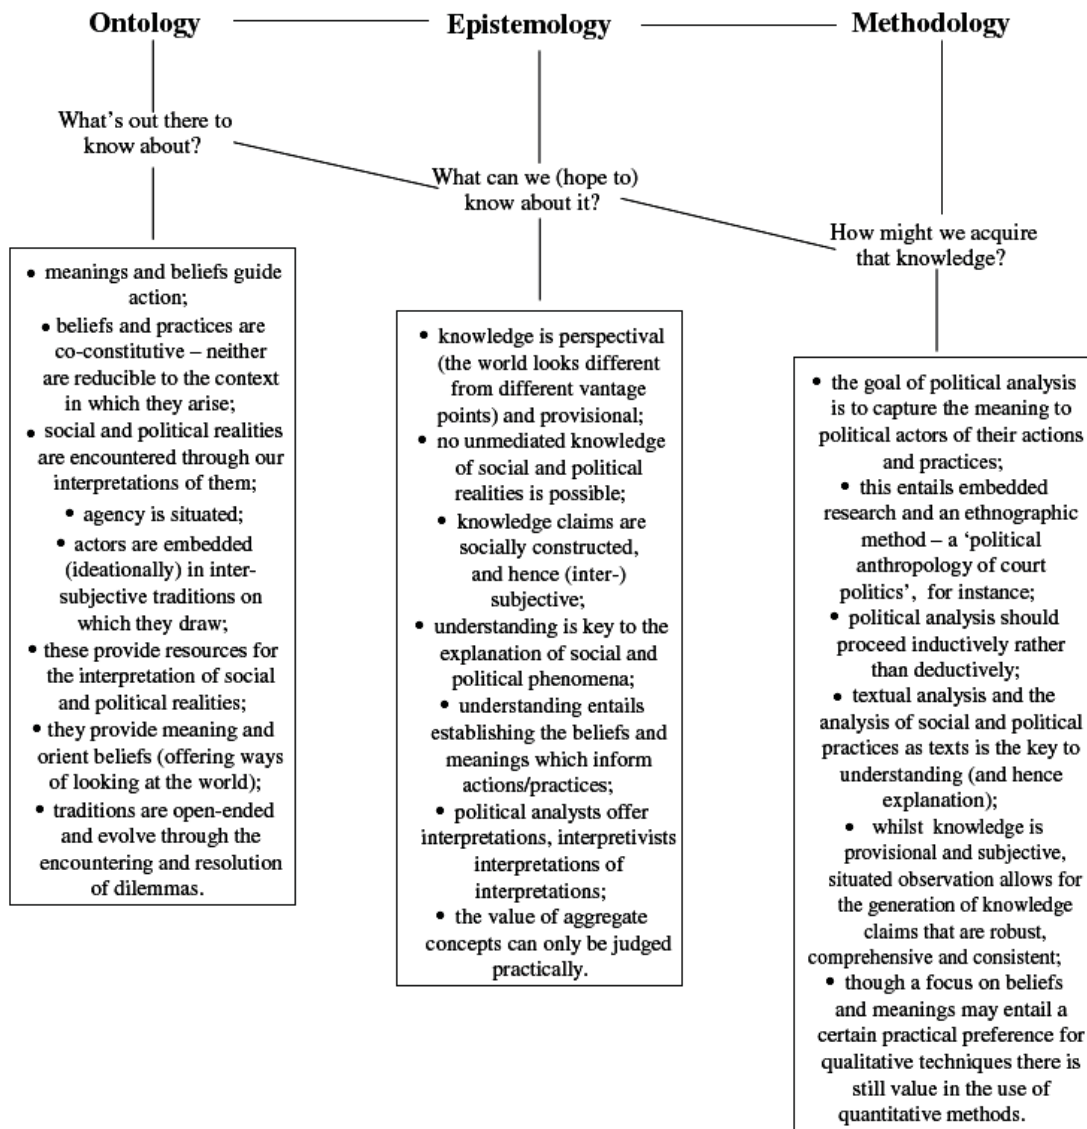 Ontology
Epistemology
Methodology
What's out there to
know about?
What can we (hope to)
know about it?
How might we acquire
that knowledge?
• meanings and beliefs guide
action;
• beliefs and practices are
co-constitutive – neither
are reducible to the context
in which they arise;
• social and political realities
are encountered through our
interpretations of them;
• agency is situated;
• actors are embedded
(ideationally) in inter-
subjective traditions on
which they draw;
• these provide resources for
the interpretation of social
and political realities;
• they provide meaning and
orient beliefs (offering ways
of looking at the world);
• traditions are open-ended
and evolve through the
encountering and resolution
of dilemmas.
• knowledge is perspectival
(the world looks different
from different vantage
points) and provisional;
• no unmediated knowledge
of social and political
realities is possible;
• knowledge claims are
socially constructed,
and hence (inter-)
subjective;
• understanding is key to the
explanation of social and
political phenomena;
• understanding entails
establishing the beliefs and
meanings which inform
actions/practices;
• political analysts offer
interpretations, interpretivists
interpretations of
interpretations;
• the value of aggregate
concepts can only be judged
practically.
• the goal of political analysis
is to capture the meaning to
political actors of their actions
and practices;
• this entails embedded
research and an ethnographic
method – a ‘political
anthropology of court
politics’, for instance;
• political analysis should
proceed inductively rather
than deductively;
• textual analysis and the
analysis of social and political
practices as texts is the key to
understanding (and hence
explanation);
• whilst knowledge is
provisional and subjective,
situated observation allows for
the generation of knowledge
claims that are robust,
comprehensive and consistent;
• though a focus on beliefs
and meanings may entail a
certain practical preference for
qualitative techniques there is
still value in the use of
quantitative methods.